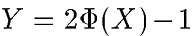 Y = 2Φ(X) − 1